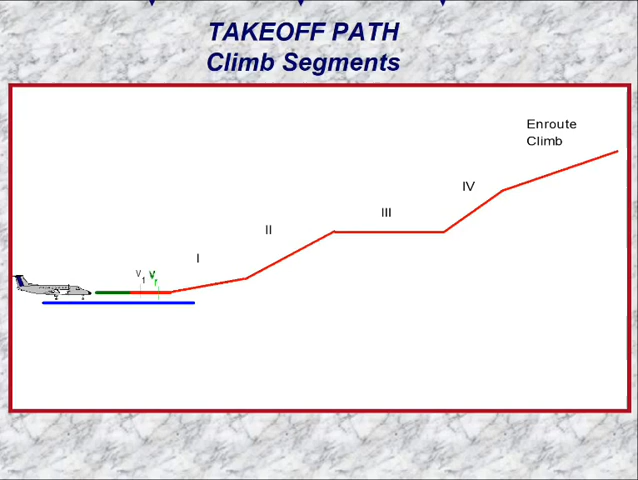 TAKEOFF PATH
Climb Segments
Enroute
Climb
IV
III
II
I
V1 Vr